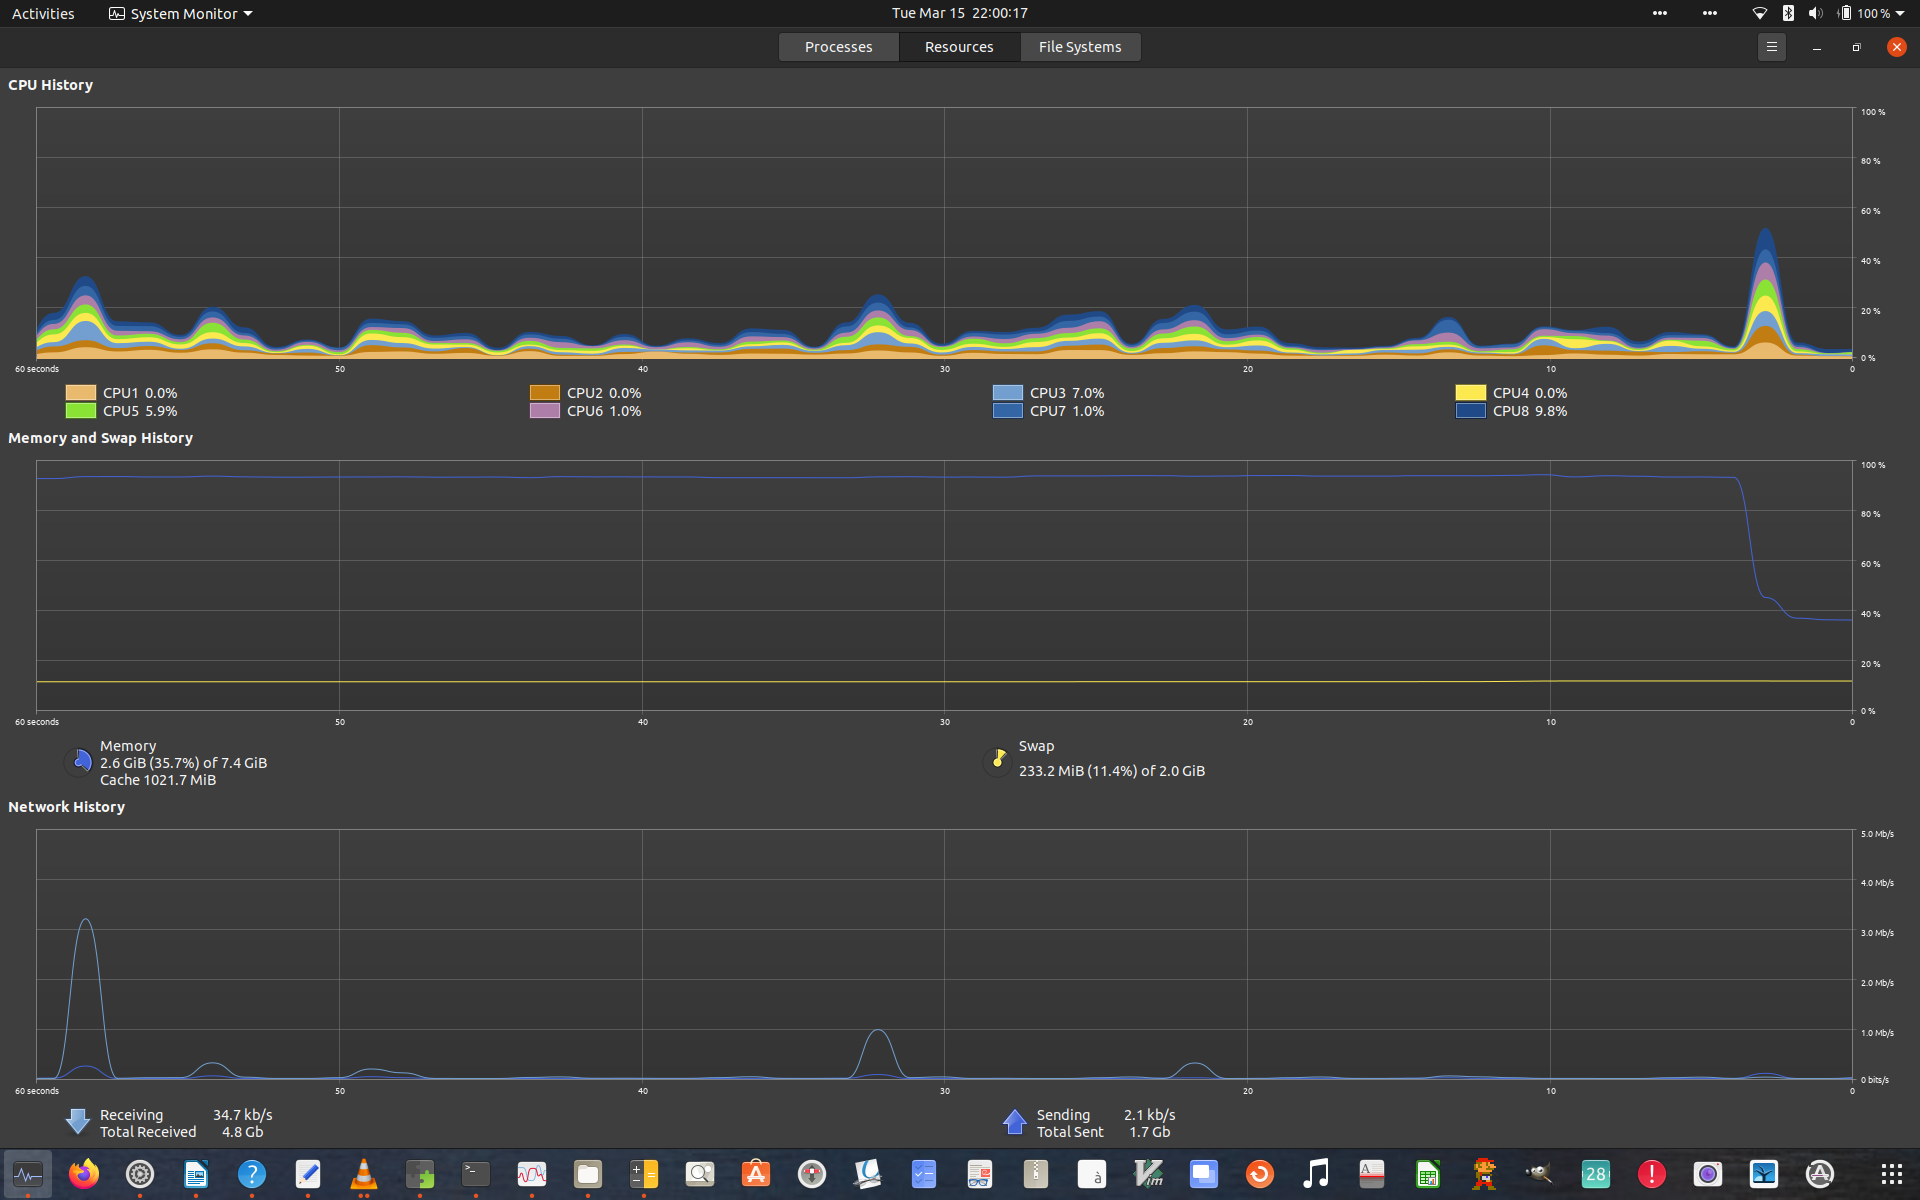 Activities System Monitor Tue Mar 15 22:00:17 100 %
Processes Resources File Systems
CPU History
100 %
80 %
60 %
40 %
20 %
0 %
60 seconds 50 40 30 20 10 0
CPU1 0.0% CPU2 0.0% CPU3 7.0% CPU4 0.0%
CPU5 5.9% CPU6 1.0% CPU7 1.0% CPU8 9.8%
Memory and Swap History
100 %
80 %
60 %
40 %
20 %
0 %
60 seconds 50 40 30 20 10 0
Memory
2.6 GiB (35.7%) of 7.4 GiB
Cache 1021.7 MiB
Swap
233.2 MiB (11.4%) of 2.0 GiB
Network History
5.0 Mb/s
4.0 Mb/s
3.0 Mb/s
2.0 Mb/s
1.0 Mb/s
0 bits/s
60 seconds 50 40 30 20 10 0
Receiving 34.7 kb/s
Total Received 4.8 Gb
Sending 2.1 kb/s
Total Sent 1.7 Gb
? >_ A à Vim A 28 !